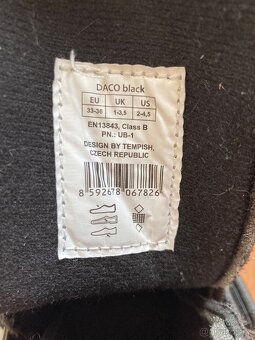 DACO black
EU UK US
33-36 1-3,5 2-4,5
EN13843, Class B
PN.: UB-1
DESIGN BY TEMPISH,
CZECH REPUBLIC
8 592678 067826